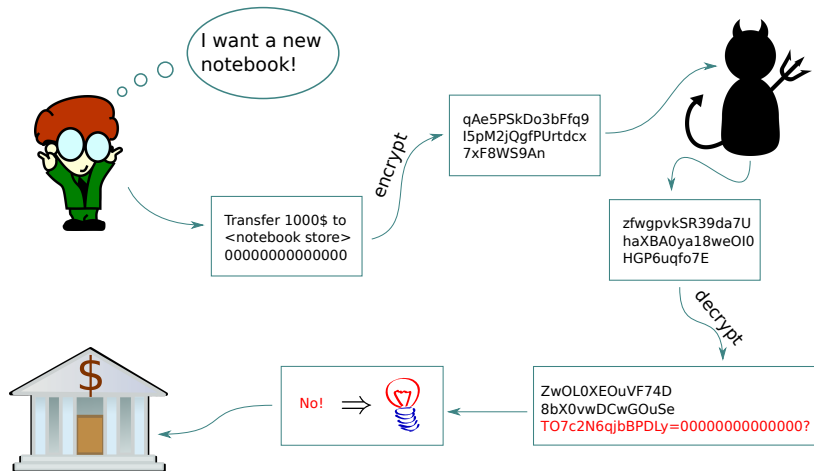 I want a new
notebook!
Transfer 1000$ to
<notebook store>
00000000000000
encrypt
qAe5PSkDo3bFfq9
I5pM2jQgfPUrtdcx
7xF8WS9An
zfwgpvkSR39da7U
haXBA0ya18weOI0
HGP6uqfo7E
decrypt
ZwOL0XEOuVF74D
8bX0vwDCwGOuSe
TO7c2N6qjbBPDLy=00000000000000?
No! ⇒
$